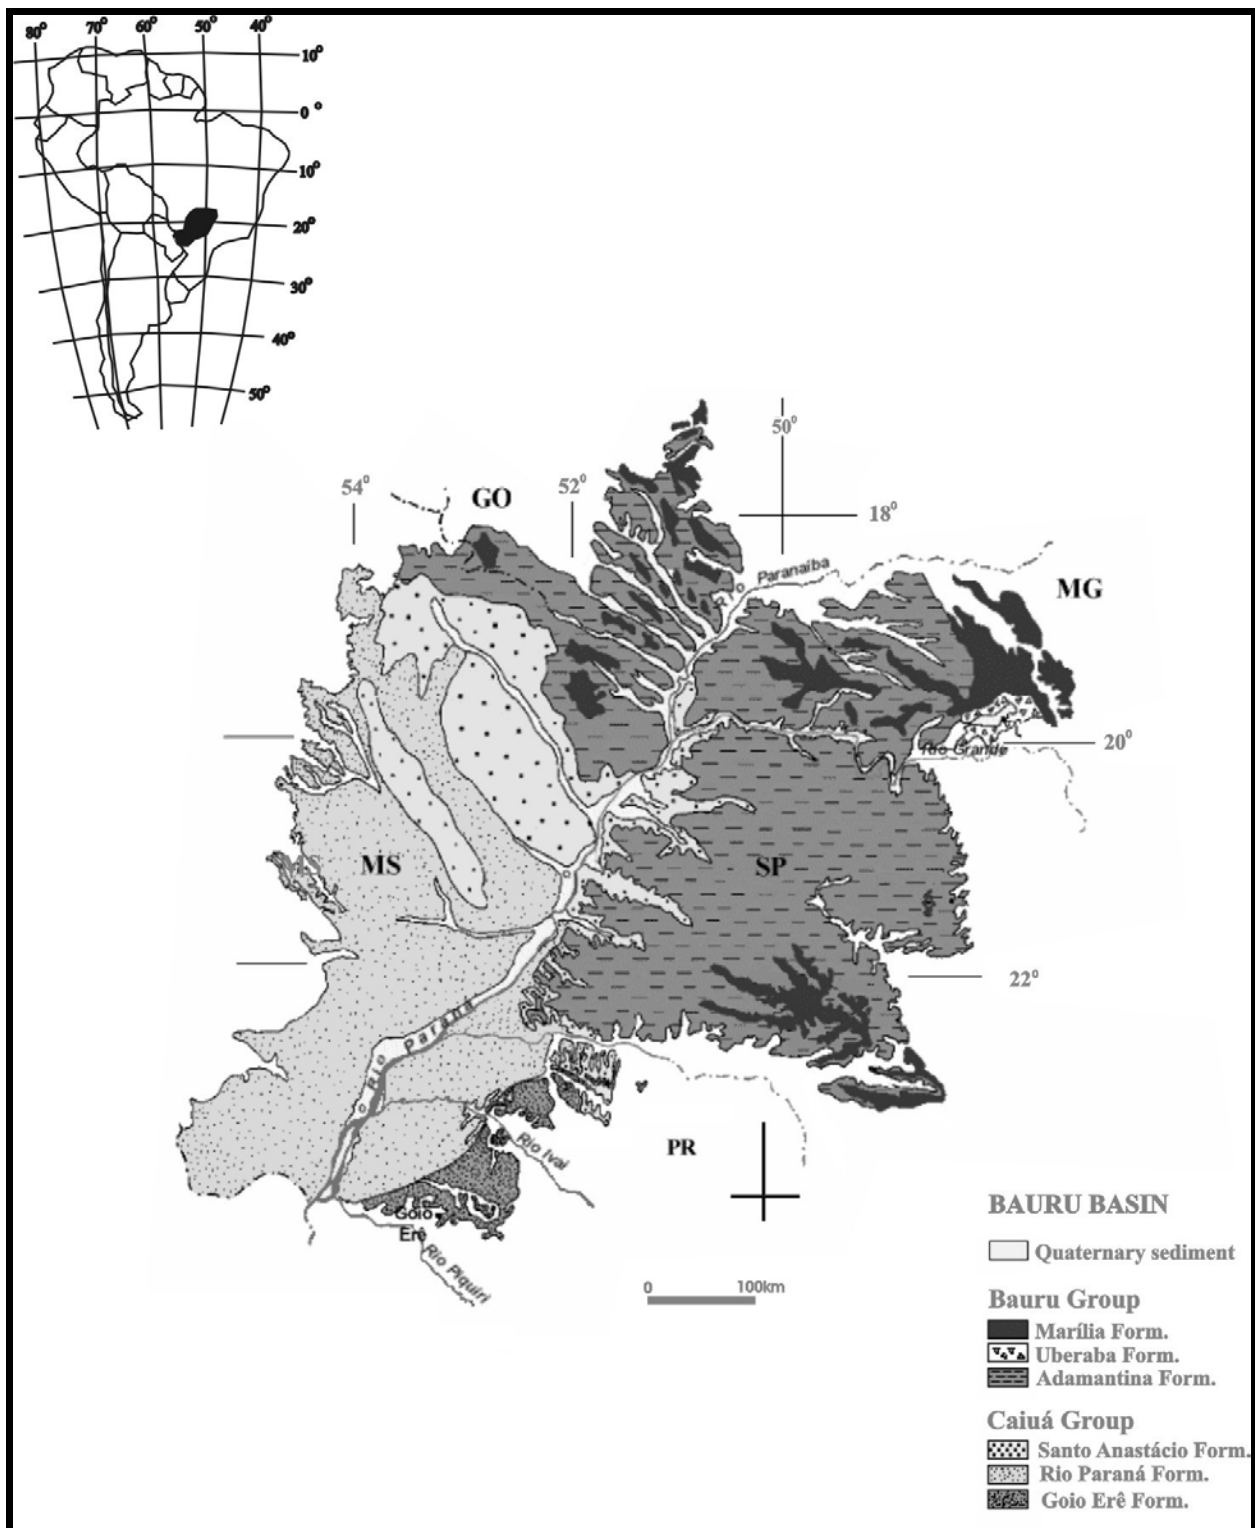 80° 70° 60° 50° 40°
10°
0°
10°
20°
30°
40°
50°
50°
54°
GO
52°
18°
Rio Paranaíba
MG
20°
Rio Grande
MS
MS
SP
22°
Rio Paraná
PR
Rio Ivaí
Goio
Erê
Rio Piquiri
0 100km
BAURU BASIN
Quaternary sediment
Bauru Group
Marília Form.
Uberaba Form.
Adamantina Form.
Caiuá Group
Santo Anastácio Form.
Rio Paraná Form.
Goio Erê Form.